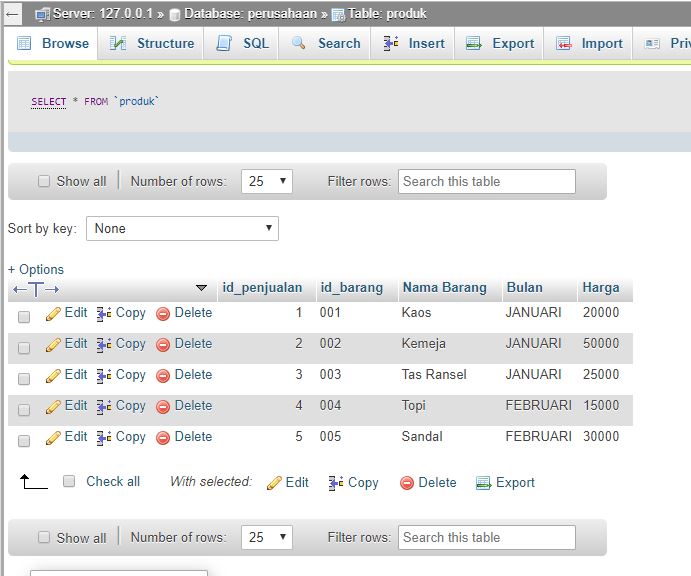 Server: 127.0.0.1 » Database: perusahaan » Table: produk
Browse Structure SQL Search Insert Export Import Pri
SELECT * FROM `produk`
Show all Number of rows: 25 Filter rows: Search this table
Sort by key: None
+ Options
←T→ id_penjualan id_barang Nama Barang Bulan Harga
Edit Copy Delete 1 001 Kaos JANUARI 20000
Edit Copy Delete 2 002 Kemeja JANUARI 50000
Edit Copy Delete 3 003 Tas Ransel JANUARI 25000
Edit Copy Delete 4 004 Topi FEBRUARI 15000
Edit Copy Delete 5 005 Sandal FEBRUARI 30000
Check all With selected: Edit Copy Delete Export
Show all Number of rows: 25 Filter rows: Search this table